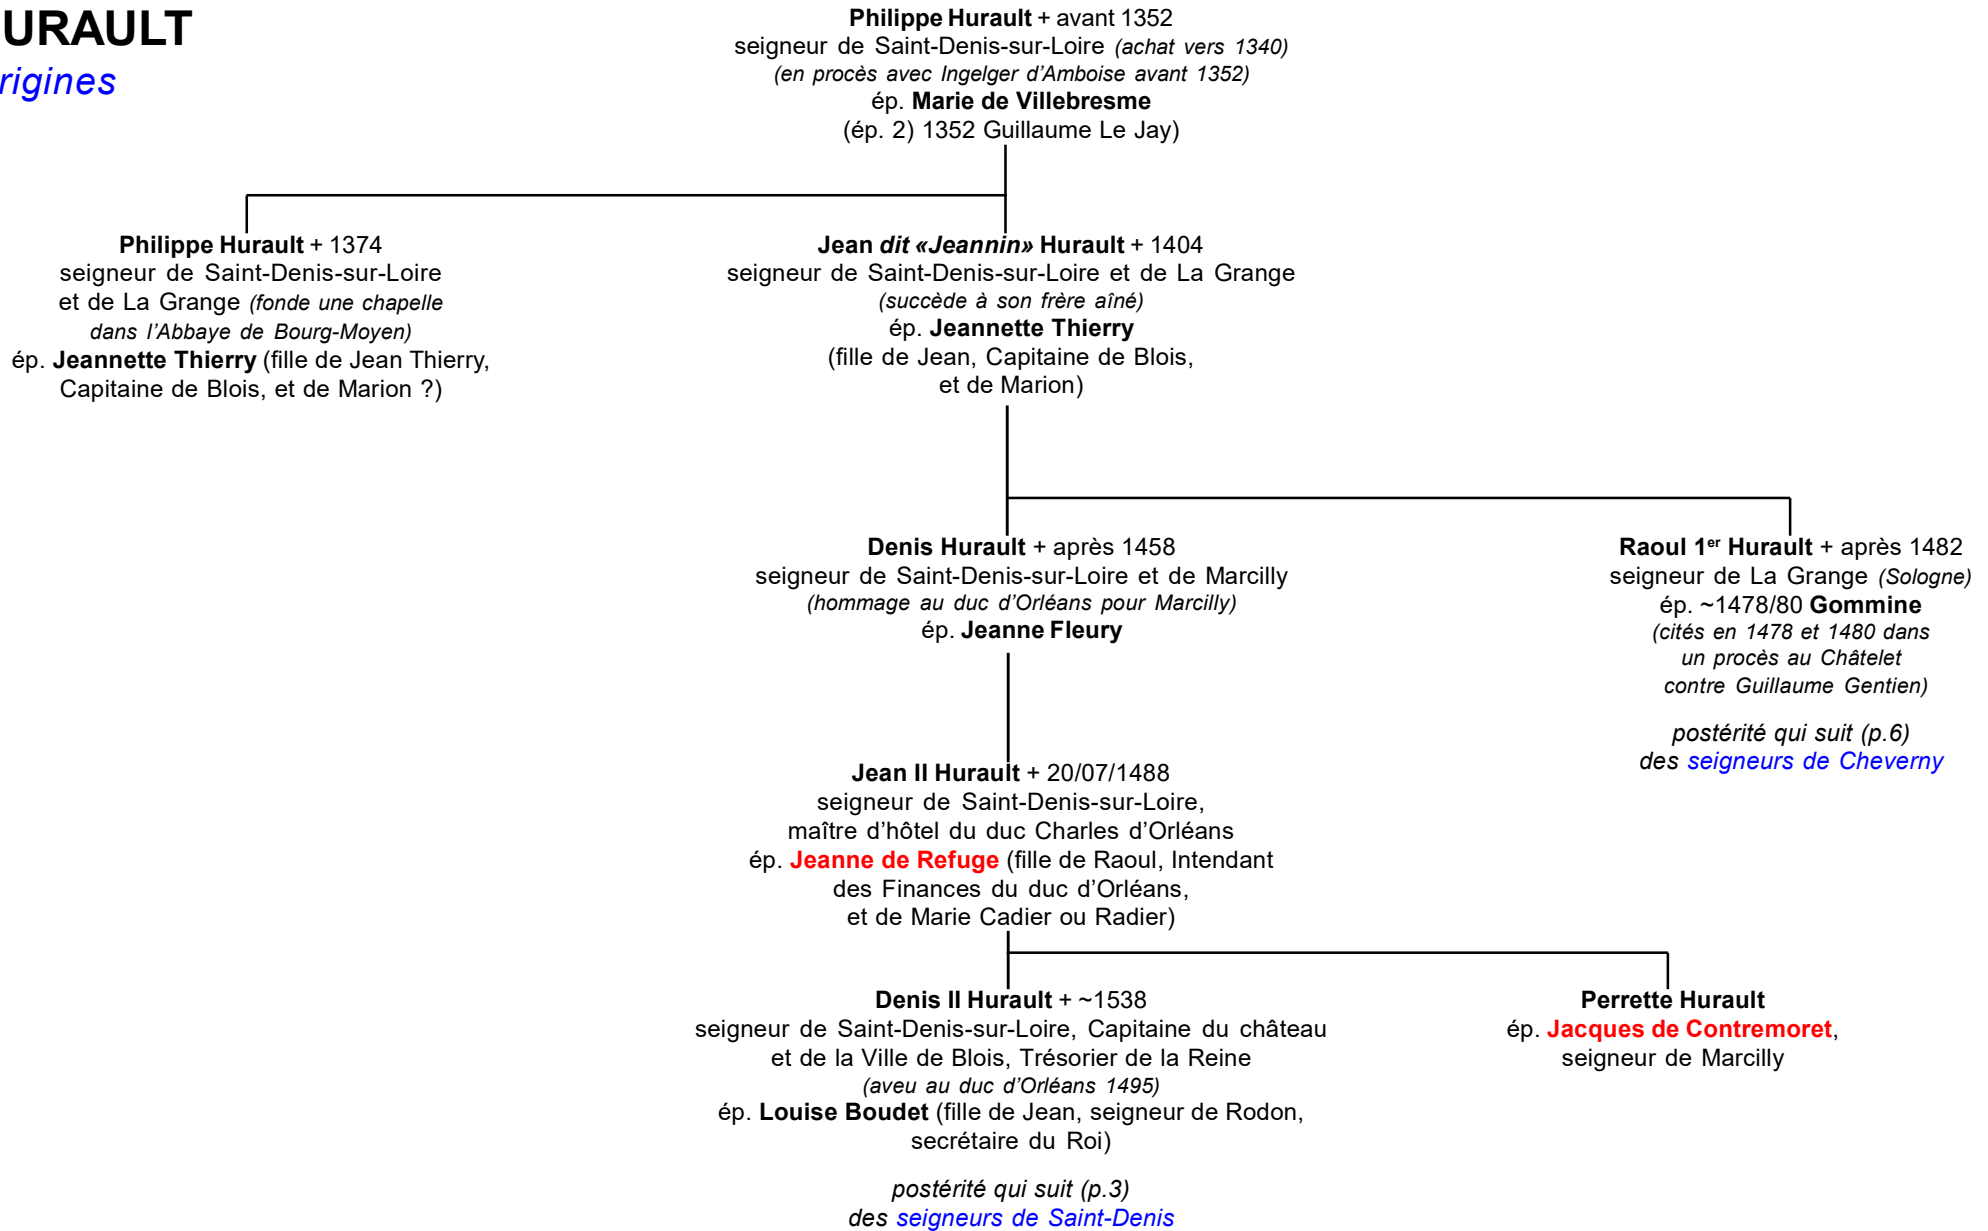 URAULT
rigines
Philippe Hurault + avant 1352
seigneur de Saint-Denis-sur-Loire (achat vers 1340)
(en procès avec Ingelger d'Amboise avant 1352)
ép. Marie de Villebresme
(ép. 2) 1352 Guillaume Le Jay)
Philippe Hurault + 1374
seigneur de Saint-Denis-sur-Loire
et de La Grange (fonde une chapelle
dans l'Abbaye de Bourg-Moyen)
ép. Jeannette Thierry (fille de Jean Thierry,
Capitaine de Blois, et de Marion ?)
Jean dit «Jeannin» Hurault + 1404
seigneur de Saint-Denis-sur-Loire et de La Grange
(succède à son frère aîné)
ép. Jeannette Thierry
(fille de Jean, Capitaine de Blois,
et de Marion)
Denis Hurault + après 1458
seigneur de Saint-Denis-sur-Loire et de Marcilly
(hommage au duc d'Orléans pour Marcilly)
ép. Jeanne Fleury
Raoul 1er Hurault + après 1482
seigneur de La Grange (Sologne)
ép. ~1478/80 Gommine
(cités en 1478 et 1480 dans
un procès au Châtelet
contre Guillaume Gentien)
postérité qui suit (p.6)
des seigneurs de Cheverny
Jean II Hurault + 20/07/1488
seigneur de Saint-Denis-sur-Loire,
maître d'hôtel du duc Charles d'Orléans
ép. Jeanne de Refuge (fille de Raoul, Intendant
des Finances du duc d'Orléans,
et de Marie Cadier ou Radier)
Denis II Hurault + ~1538
seigneur de Saint-Denis-sur-Loire, Capitaine du château
et de la Ville de Blois, Trésorier de la Reine
(aveu au duc d'Orléans 1495)
ép. Louise Boudet (fille de Jean, seigneur de Rodon,
secrétaire du Roi)
postérité qui suit (p.3)
des seigneurs de Saint-Denis
Perrette Hurault
ép. Jacques de Contremoret,
seigneur de Marcilly